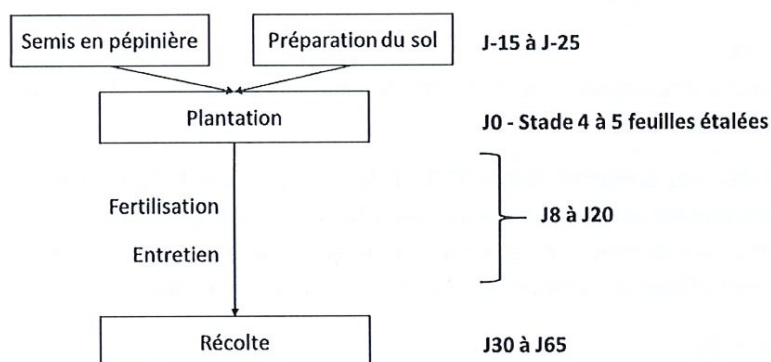 Semis en pépinière
Préparation du sol
J-15 à J-25
Plantation
J0 - Stade 4 à 5 feuilles étalées
Fertilisation
J8 à J20
Entretien
Récolte
J30 à J65